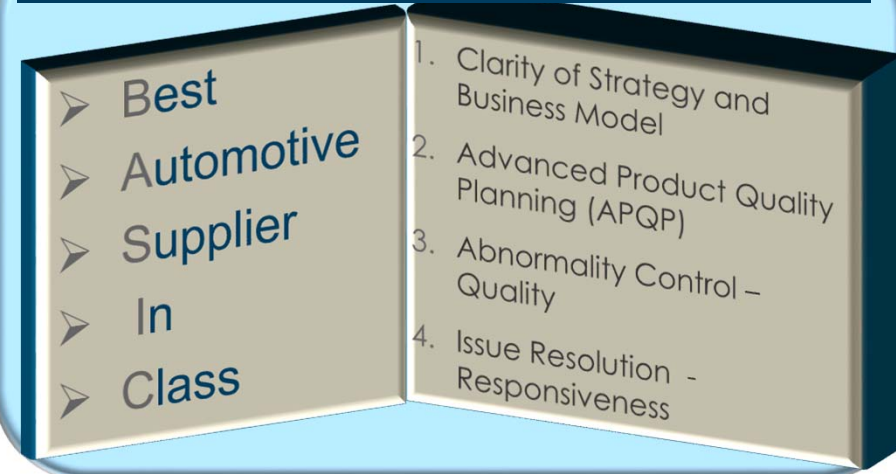 ➢ Best
➢ Automotive
➢ Supplier
➢ In
➢ Class
1. Clarity of Strategy and
Business Model
2. Advanced Product Quality
Planning (APQP)
3. Abnormality Control –
Quality
4. Issue Resolution -
Responsiveness